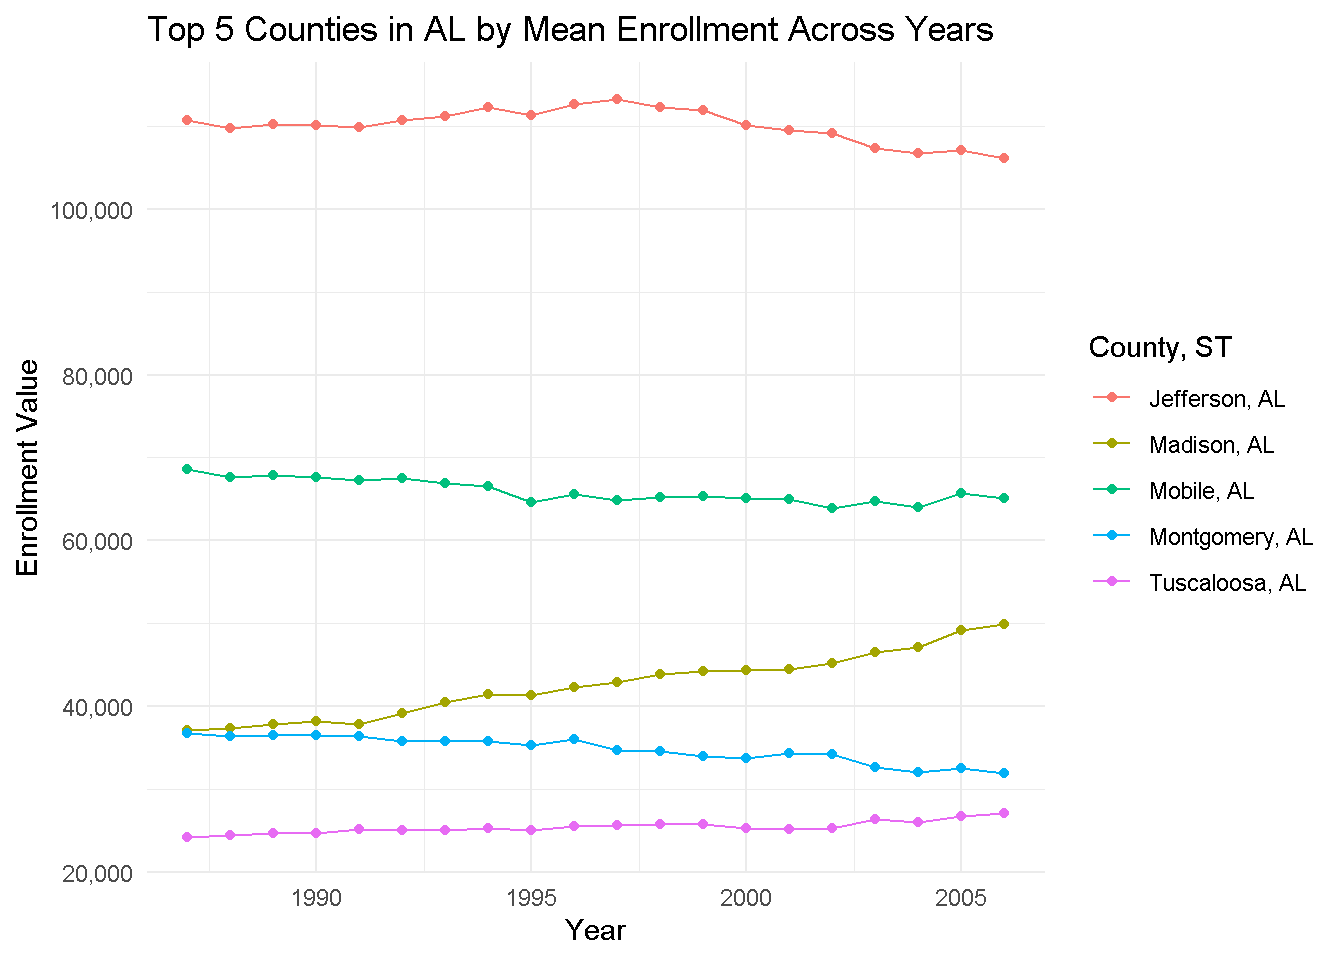 Top 5 Counties in AL by Mean Enrollment Across Years
Enrollment Value
100,000
80,000
60,000
40,000
20,000
1990
1995
2000
2005
Year
County, ST
Jefferson, AL
Madison, AL
Mobile, AL
Montgomery, AL
Tuscaloosa, AL